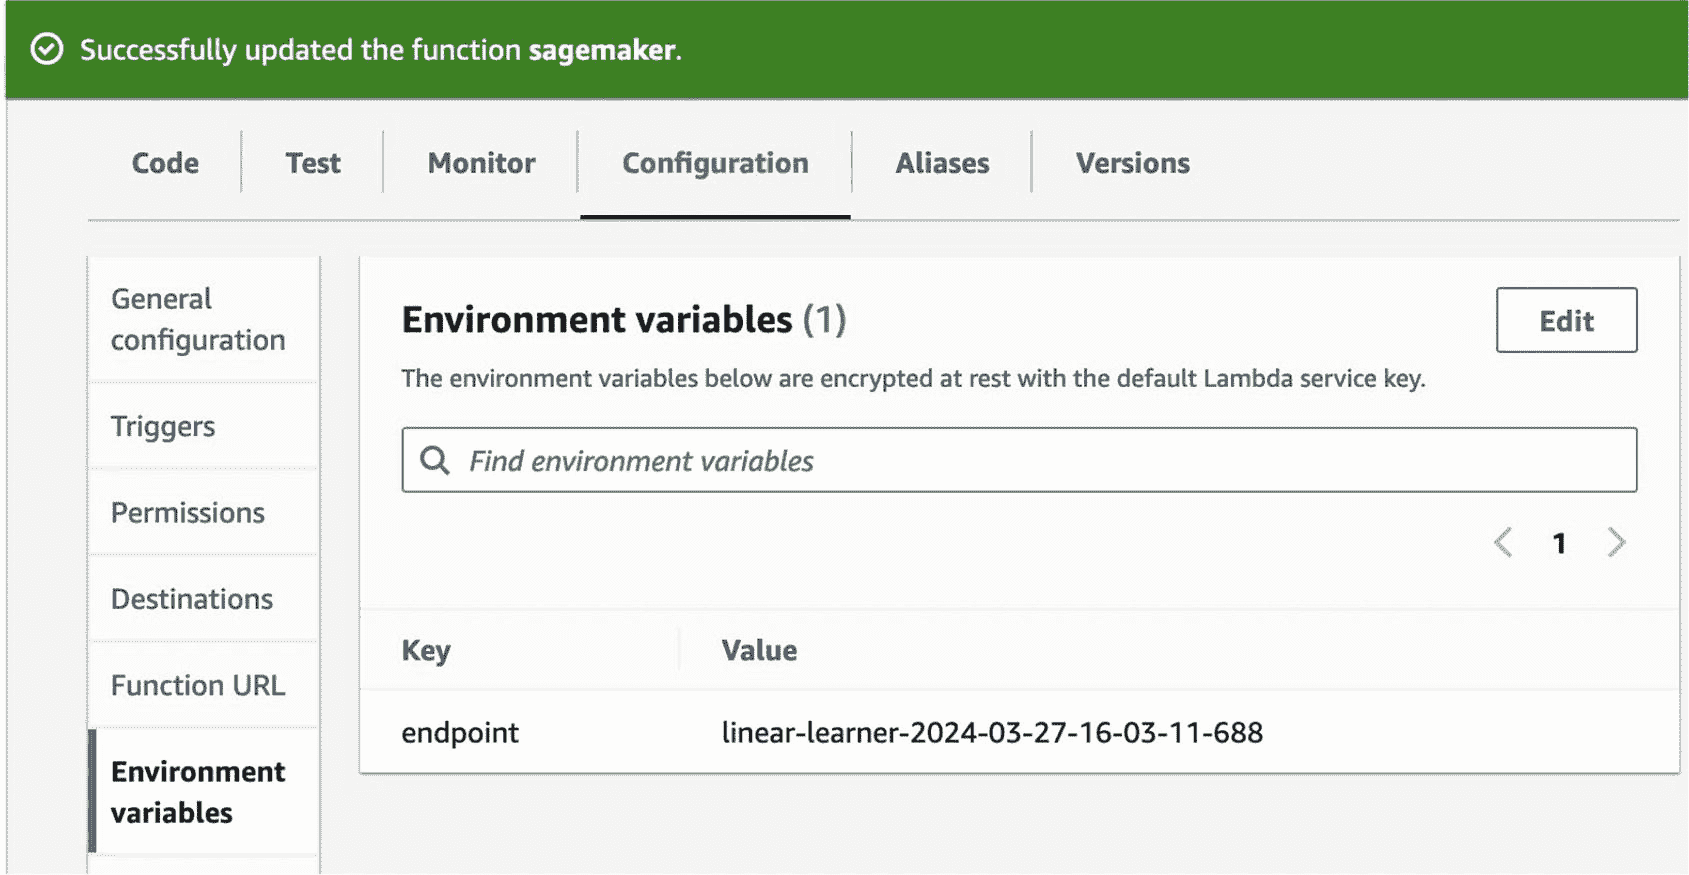 Successfully updated the function sagemaker.
Code Test Monitor Configuration Aliases Versions
General
configuration
Triggers
Permissions
Destinations
Function URL
Environment
variables
Environment variables (1)
Edit
The environment variables below are encrypted at rest with the default Lambda service key.
Find environment variables
1
Key Value
endpoint linear-learner-2024-03-27-16-03-11-688